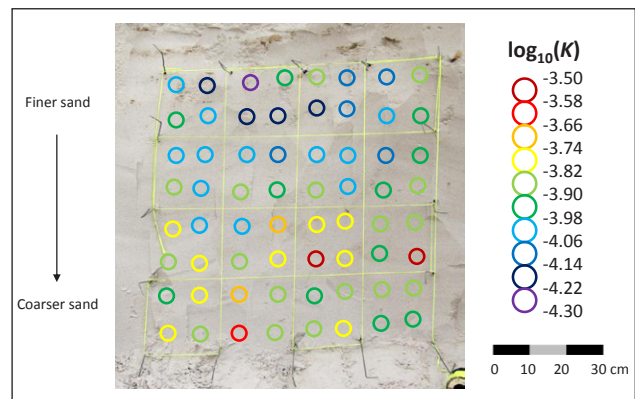 Finer sand
Coarser sand
log₁₀(K)
-3.50
-3.58
-3.66
-3.74
-3.82
-3.90
-3.98
-4.06
-4.14
-4.22
-4.30
0 10 20 30 cm